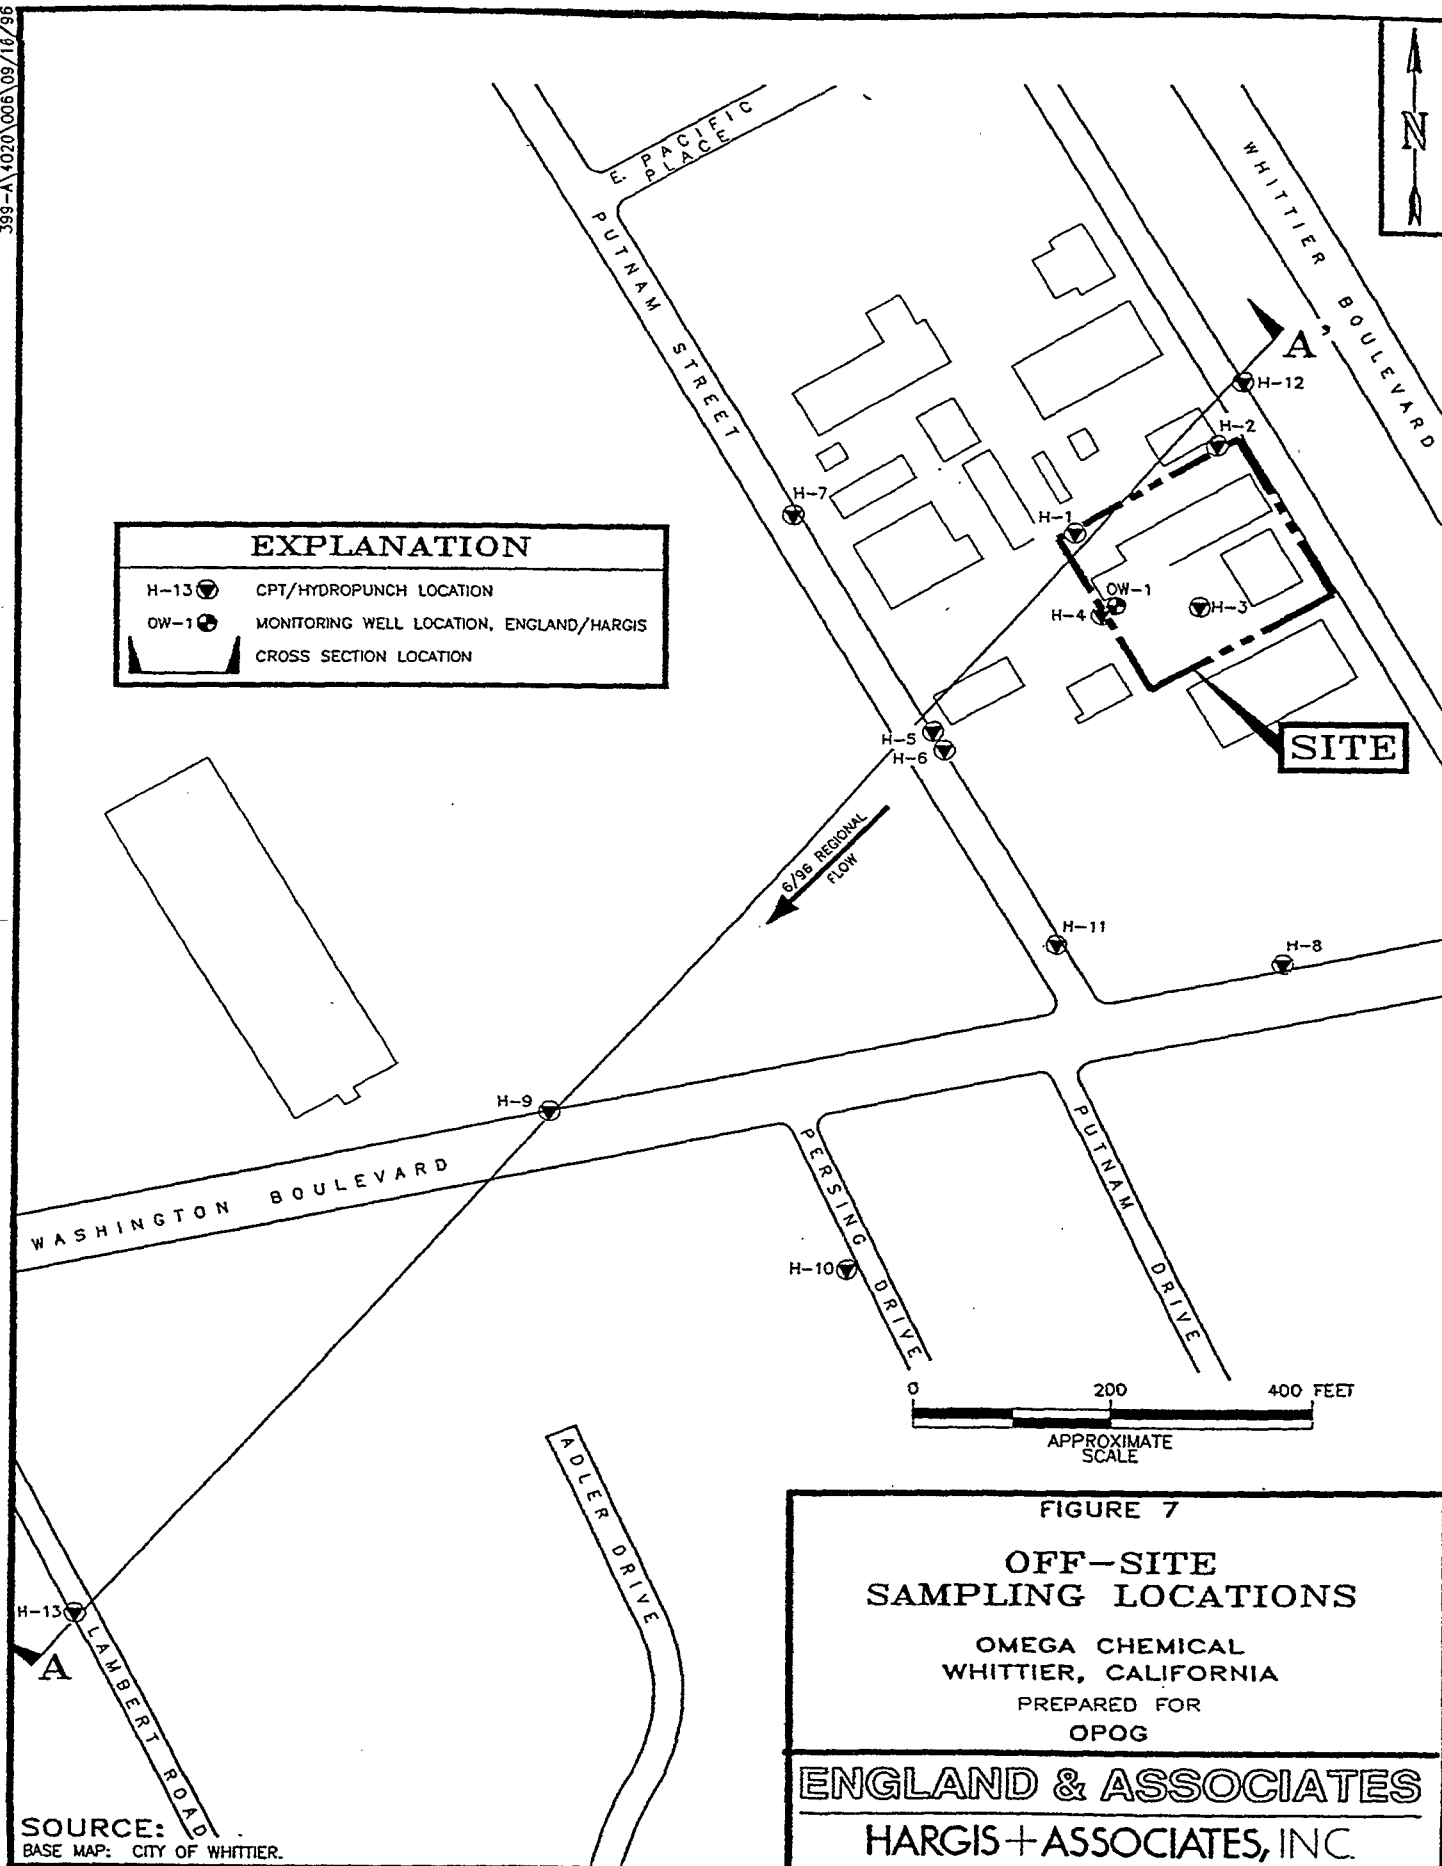 399-A\4020\006\09/16/96
N
E. PACIFIC
PLACE
PUTNAM STREET
WHITTIER BOULEVARD
A'
H-12
H-2
H-7
H-1
OW-1
H-4
H-3
EXPLANATION
H-13 CPT/HYDROPUNCH LOCATION
OW-1 MONITORING WELL LOCATION, ENGLAND/HARGIS
CROSS SECTION LOCATION
H-5
H-6
SITE
6/96 REGIONAL
FLOW
H-11
H-8
H-9
WASHINGTON BOULEVARD
PERSING DRIVE
PUTNAM DRIVE
H-10
0 200 400 FEET
APPROXIMATE
SCALE
ADLER DRIVE
H-13
A
LAMBERT ROAD
FIGURE 7
OFF-SITE
SAMPLING LOCATIONS
OMEGA CHEMICAL
WHITTIER, CALIFORNIA
PREPARED FOR
OPOG
ENGLAND & ASSOCIATES
HARGIS+ASSOCIATES, INC.
SOURCE:
BASE MAP: CITY OF WHITTIER.